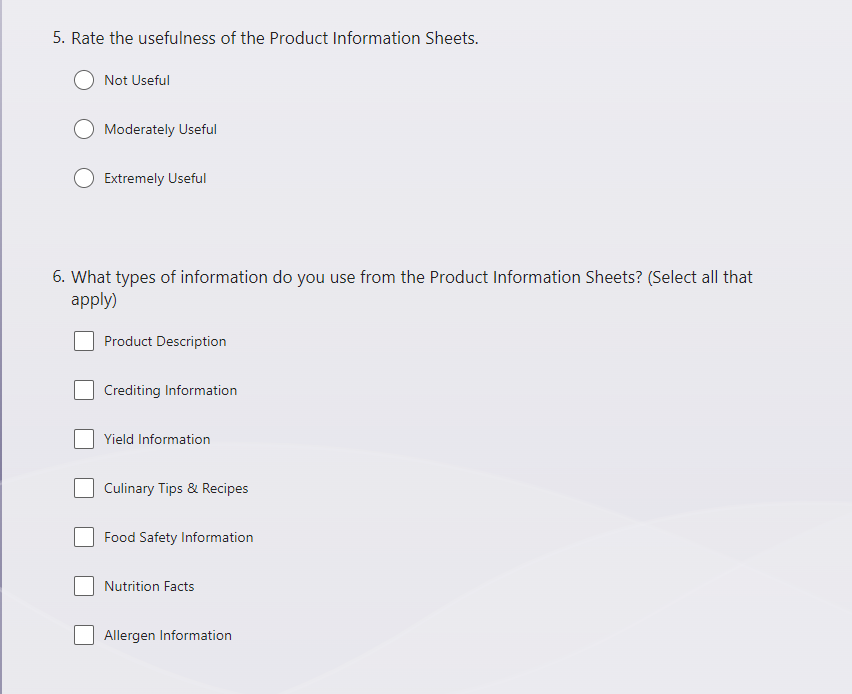 5. Rate the usefulness of the Product Information Sheets.
Not Useful
Moderately Useful
Extremely Useful
6. What types of information do you use from the Product Information Sheets? (Select all that
apply)
Product Description
Crediting Information
Yield Information
Culinary Tips & Recipes
Food Safety Information
Nutrition Facts
Allergen Information